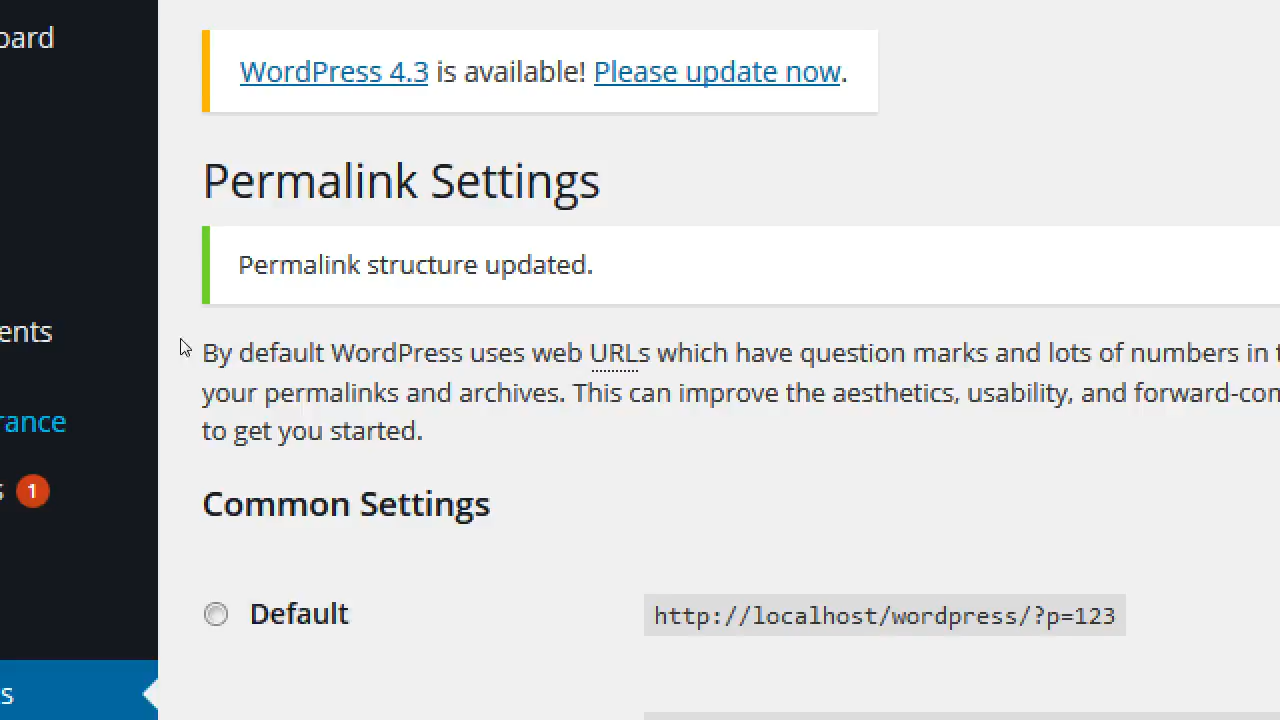 oard
WordPress 4.3 is available! Please update now.
Permalink Settings
Permalink structure updated.
ents
By default WordPress uses web URLs which have question marks and lots of numbers in t
your permalinks and archives. This can improve the aesthetics, usability, and forward-con
rance
to get you started.
s 1
Common Settings
Default http://localhost/wordpress/?p=123
s